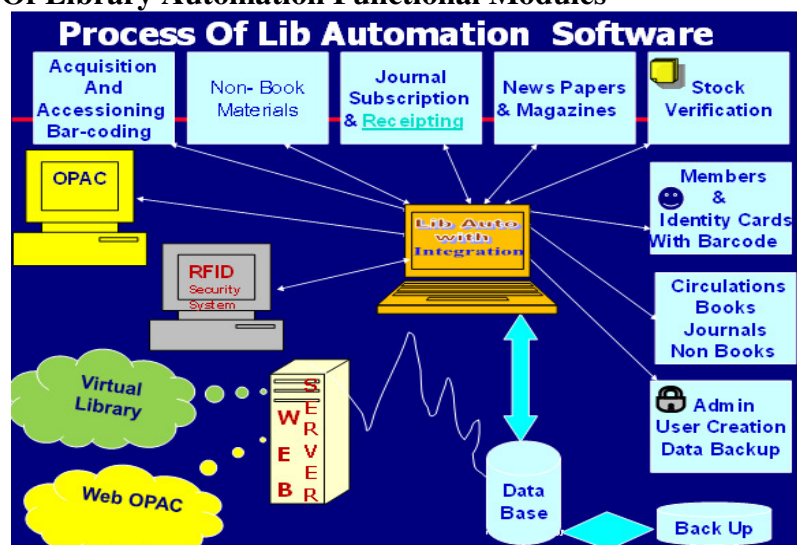 Of Library Automation Functional Modules
Process Of Lib Automation Software
Acquisition
And
Accessioning
Bar-coding
Non- Book
Materials
Journal
Subscription
& Receipting
News Papers
& Magazines
Stock
Verification
OPAC
Members
&
Identity Cards
With Barcode
Lib Auto
with
Integration
RFID
Security
System
Circulations
Books
Journals
Non Books
Virtual
Library
WEB
SERVER
Admin
User Creation
Data Backup
Web OPAC
Data
Base
Back Up